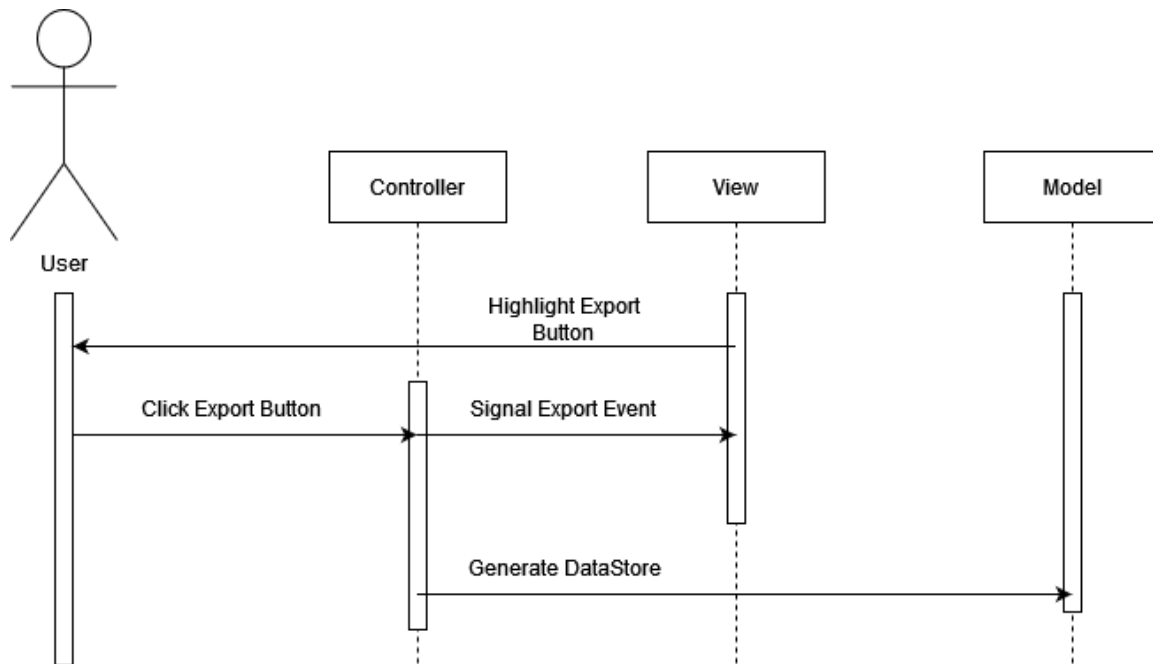 Controller
View
Model
User
Highlight Export
Button
Click Export Button
Signal Export Event
Generate DataStore